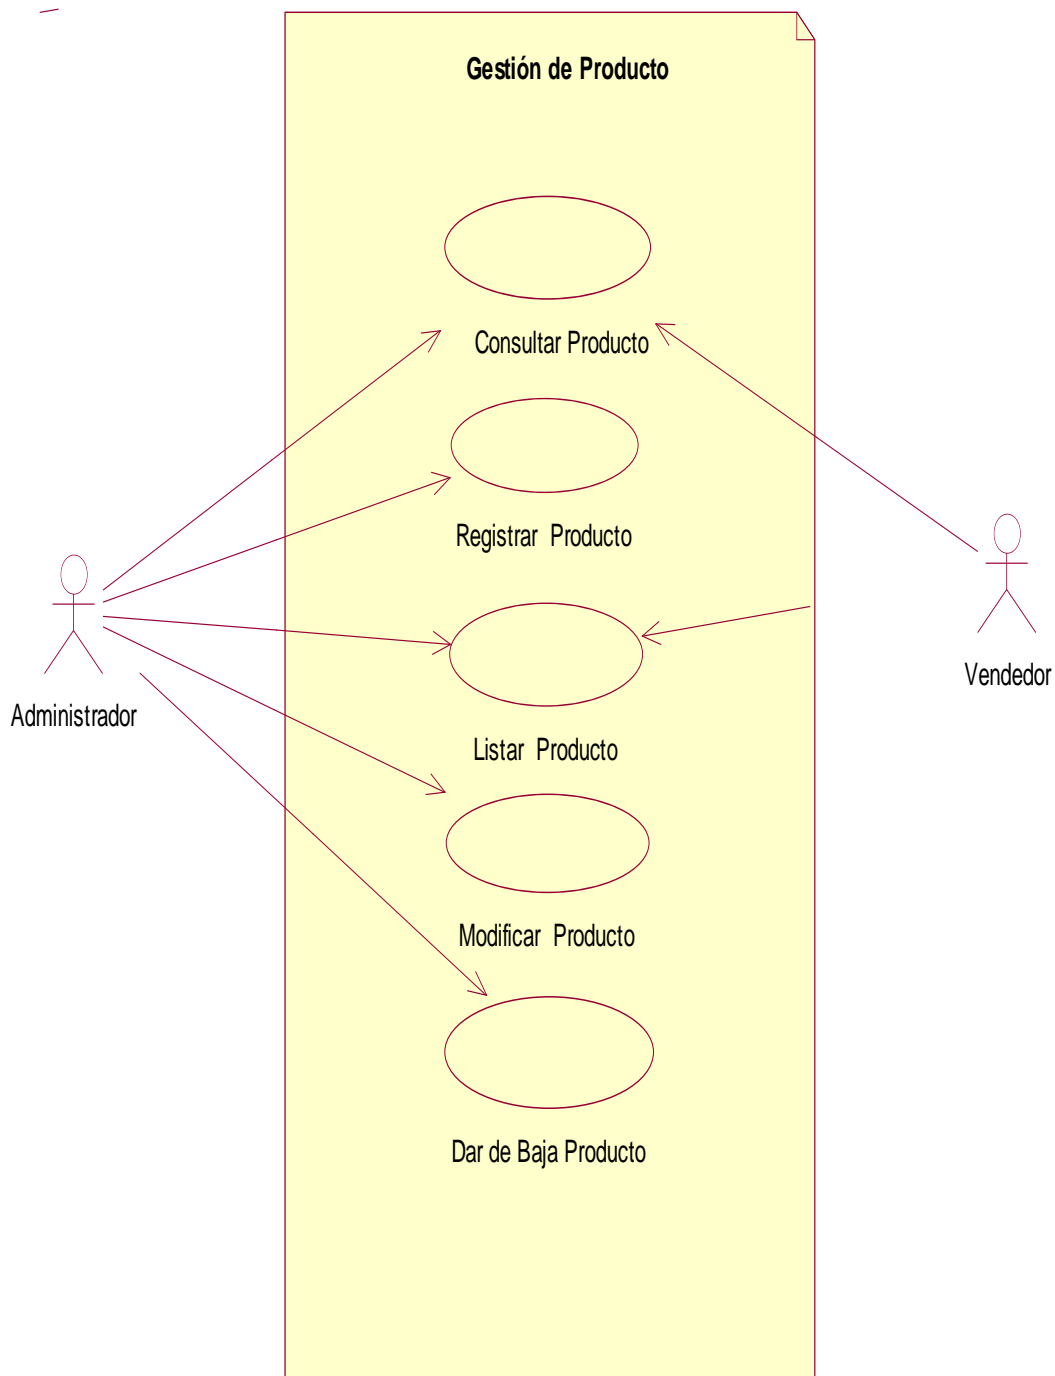 Gestión de Producto
Consultar Producto
Registrar Producto
Listar Producto
Vendedor
Administrador
Modificar Producto
Dar de Baja Producto